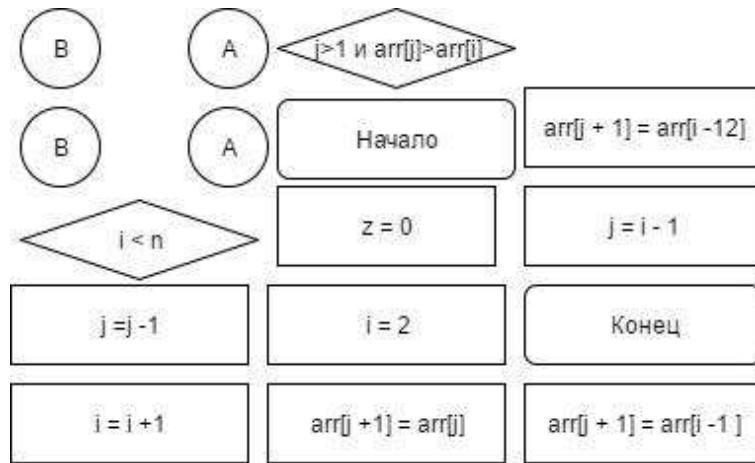 B
A
j>1 и arr[j]>arr[i]
B
A
Начало
arr[j + 1] = arr[i -12]
i < n
z = 0
j = i - 1
j =j -1
i = 2
Конец
i = i +1
arr[j +1] = arr[j]
arr[j + 1] = arr[i -1 ]